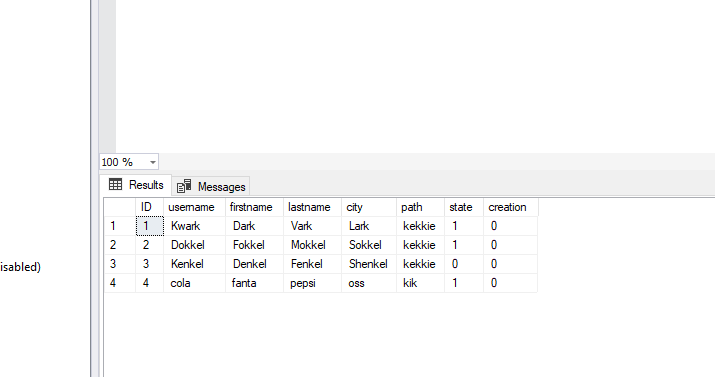 100 %
Results Messages
ID username firstname lastname city path state creation
1 1 Kwark Dark Vark Lark kekkie 1 0
2 2 Dokkel Fokkel Mokkel Sokkel kekkie 1 0
isabled)
3 3 Kenkel Denkel Fenkel Shenkel kekkie 0 0
4 4 cola fanta pepsi oss kik 1 0